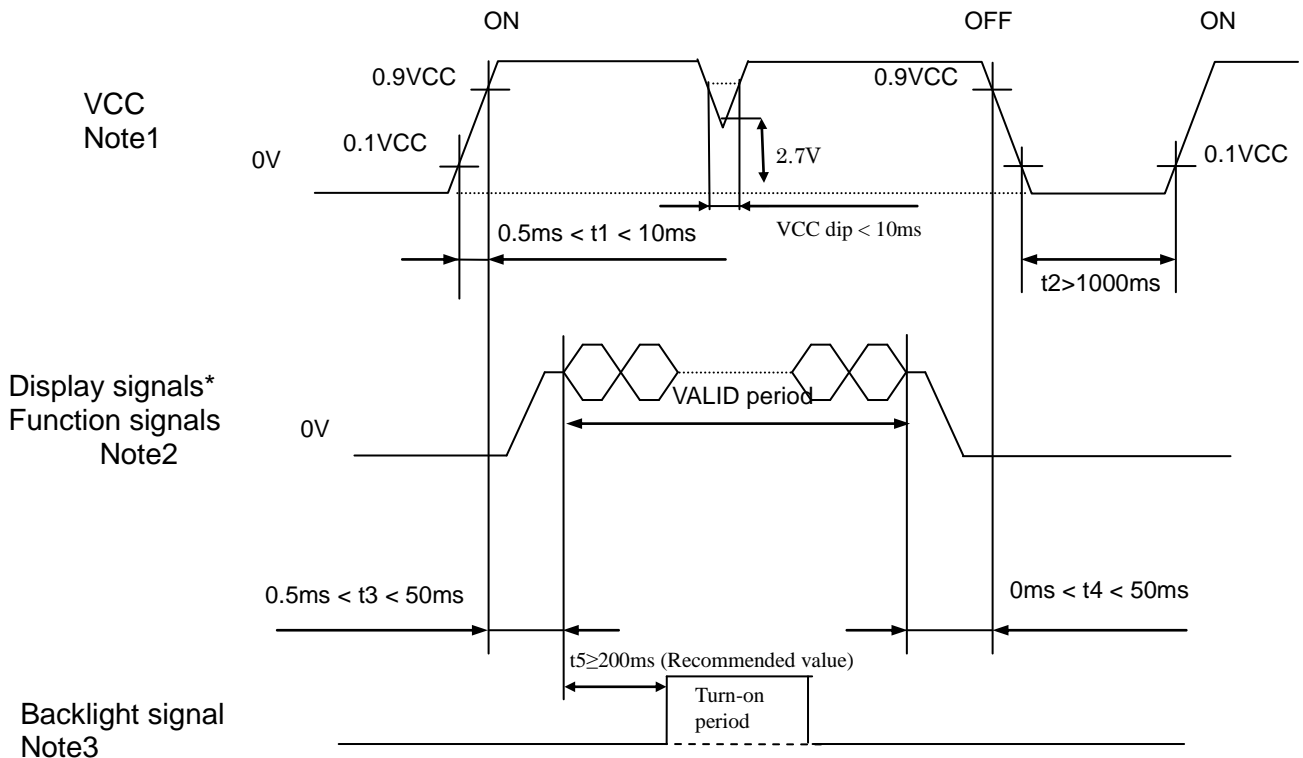 ON
OFF
ON
0.9VCC
0.9VCC
VCC
Note1
0.1VCC
0V
2.7V
0.1VCC
VCC dip < 10ms
0.5ms < t1 < 10ms
t2>1000ms
Display signals*
Function signals
Note2
VALID period
0V
0.5ms < t3 < 50ms
0ms < t4 < 50ms
t5≥200ms (Recommended value)
Turn-on
period
Backlight signal
Note3